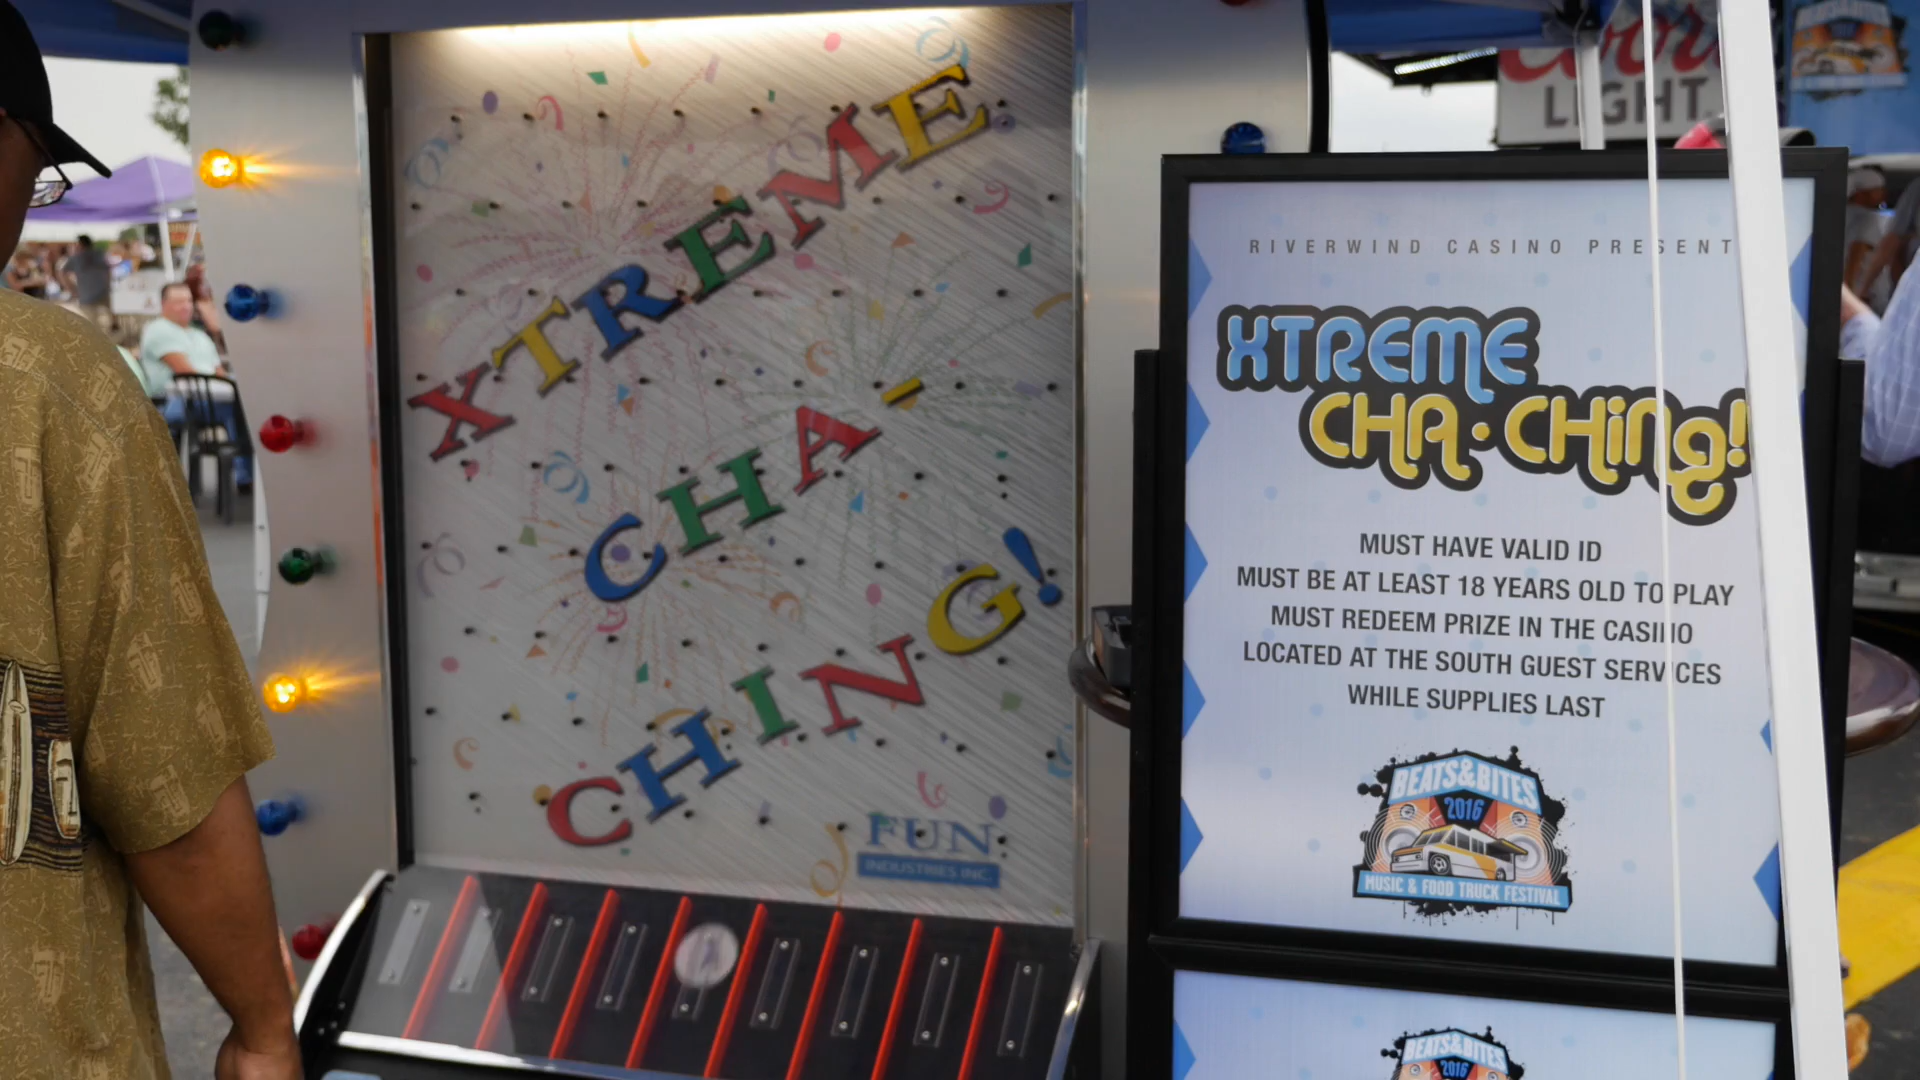 XTREME
CHA-
CHING!
FUN
INDUSTRIES INC.
Coors
LIGHT
RIVERWIND CASINO PRESENT
XTREME
CHA·CHING!
MUST HAVE VALID ID
MUST BE AT LEAST 18 YEARS OLD TO PLAY
MUST REDEEM PRIZE IN THE CASINO
LOCATED AT THE SOUTH GUEST SERVICES
WHILE SUPPLIES LAST
BEATS&BITES
2016
MUSIC & FOOD TRUCK FESTIVAL
BEATS&BITES
2016